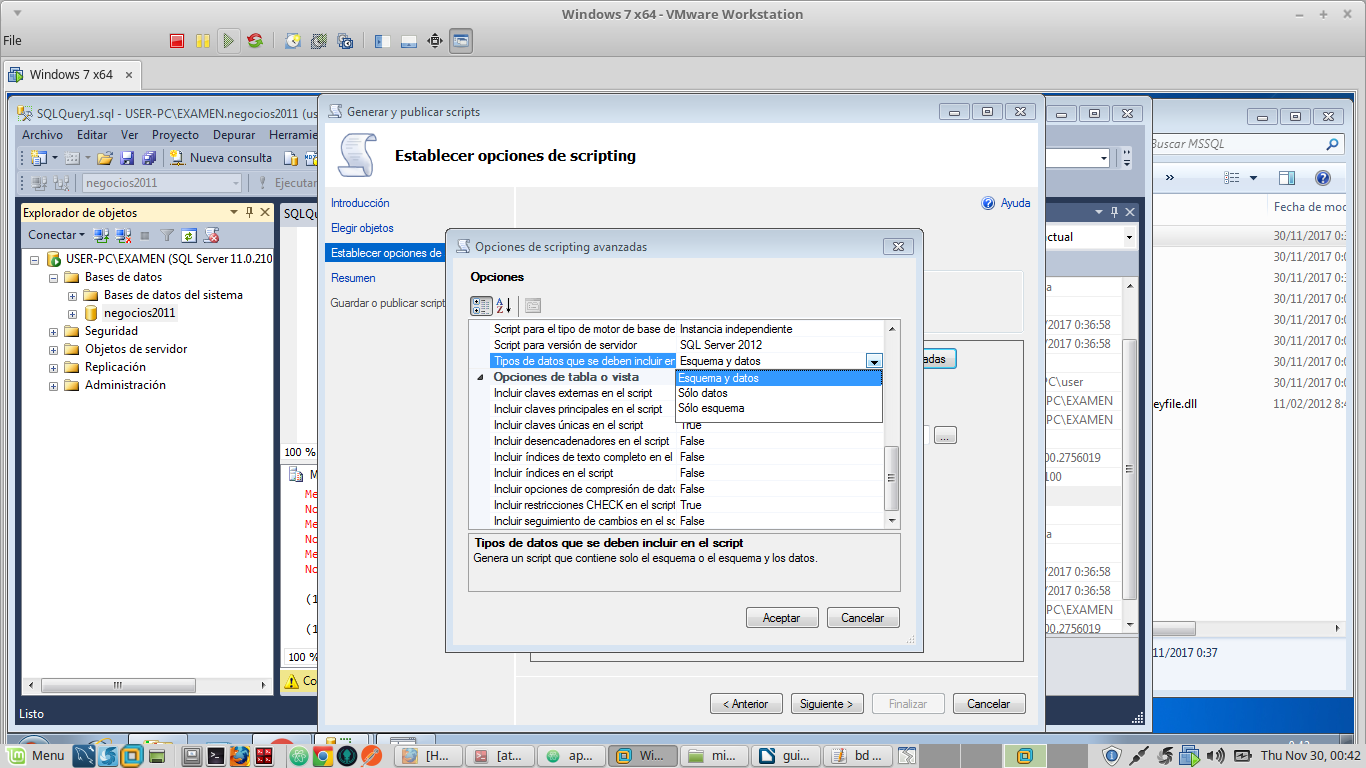 Windows 7 x64 - VMware Workstation
File
Windows 7 x64
SQLQuery1.sql - USER-PC\EXAMEN.negocios2011 (us
Archivo Editar Ver Proyecto Depurar Herramie
Nueva consulta
negocios2011
Ejecutar
Explorador de objetos
Conectar
USER-PC\EXAMEN (SQL Server 11.0.210
Bases de datos
Bases de datos del sistema
negocios2011
Seguridad
Objetos de servidor
Replicación
Administración
Listo
SQLQu
100 %
M
Me
No
Me
No
Me
No
(1
(1
100 %
Co
Generar y publicar scripts
Establecer opciones de scripting
Introducción
Elegir objetos
Establecer opciones de
Resumen
Guardar o publicar script
Ayuda
adas
...
< Anterior
Siguiente >
Finalizar
Cancelar
Opciones de scripting avanzadas
Opciones
Script para el tipo de motor de base de Instancia independiente
Script para versión de servidor SQL Server 2012
Tipos de datos que se deben incluir en Esquema y datos
Opciones de tabla o vista
Esquema y datos
Sólo datos
Sólo esquema
Incluir claves externas en el script
Incluir claves principales en el script
Incluir claves únicas en el script True
Incluir desencadenadores en el script False
Incluir índices de texto completo en el False
Incluir índices en el script False
Incluir opciones de compresión de dato False
Incluir restricciones CHECK en el script True
Incluir seguimiento de cambios en el sc False
Tipos de datos que se deben incluir en el script
Genera un script que contiene solo el esquema o el esquema y los datos.
Aceptar
Cancelar
ctual
/2017 0:36:58
/2017 0:36:58
PC\user
PC\EXAMEN
PC\EXAMEN
00.2756019
100
/2017 0:36:58
/2017 0:36:58
PC\EXAMEN
00.2756019
Buscar MSSQL
Fecha de mod
30/11/2017 0:3
30/11/2017 0:0
30/11/2017 0:3
30/11/2017 0:0
30/11/2017 0:0
30/11/2017 0:0
30/11/2017 0:3
30/11/2017 0:0
eyfile.dll 11/02/2012 8:4
11/2017 0:37
Menu
[H...
[at...
ap...
Wi...
mi...
gui...
bd ...
Thu Nov 30, 00:42